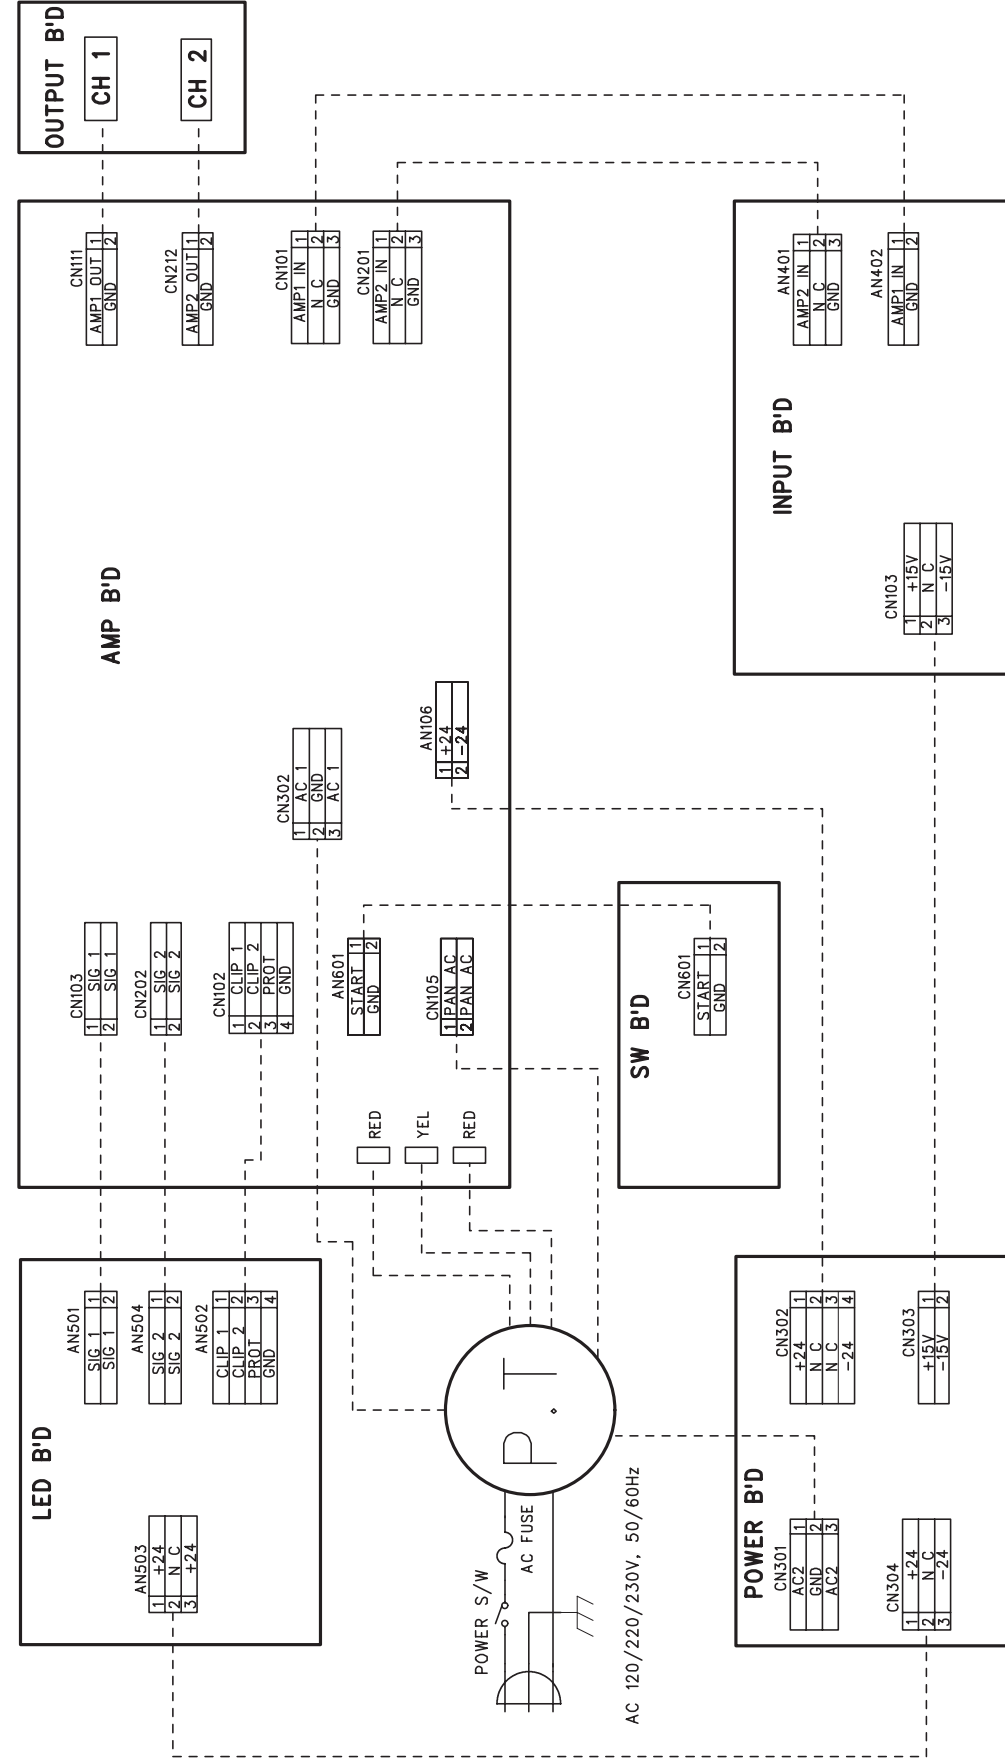 LED B'D
AN503
1 +24
2 N C
3 +24
AN501
SIG 1 1
SIG 1 2
AN504
SIG 2 1
SIG 2 2
AN502
CLIP 1 1
CLIP 2 2
PROT 3
GND 4
AMP B'D
CN103
1 SIG 1
2 SIG 1
CN202
1 SIG 2
2 SIG 2
CN102
1 CLIP 1
2 CLIP 2
3 PROT
4 GND
CN302
1 AC 1
2 GND
3 AC 1
AN601
START 1
GND 2
CN105
1 PAN AC
2 PAN AC
AN106
1 +24
2 -24
RED
YEL
RED
CN111
AMP1 OUT 1
GND 2
CN212
AMP2 OUT 1
GND 2
CN101
AMP1 IN 1
N C 2
GND 3
CN201
AMP2 IN 1
N C 2
GND 3
OUTPUT B'D
CH 1
CH 2
POWER S/W
AC FUSE
P.T
AC 120/220/230V, 50/60Hz
SW B'D
CN601
START 1
GND 2
POWER B'D
CN301
AC2 1
GND 2
AC2 3
CN304
1 +24
2 N C
3 -24
CN302
+24 1
N C 2
N C 3
-24 4
CN303
+15V 1
-15V 2
INPUT B'D
CN103
1 +15V
2 N C
3 -15V
AN401
AMP2 IN 1
N C 2
GND 3
AN402
AMP1 IN 1
GND 2